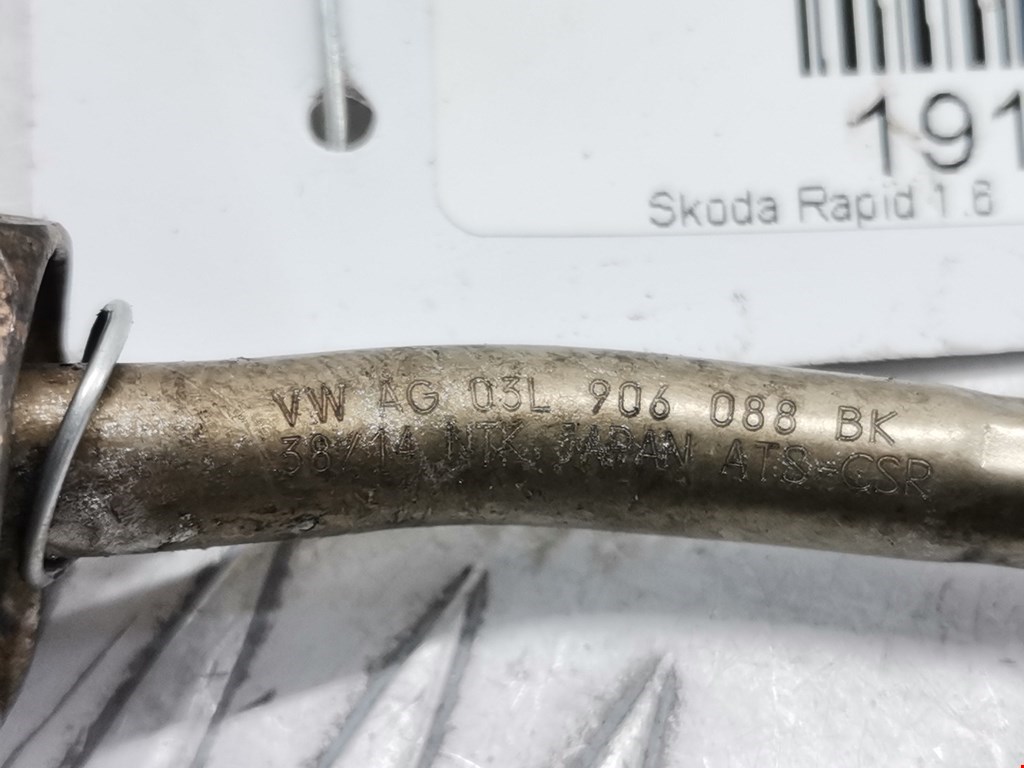 191
Skoda Rapid 1.6
VW AG 03L 906 088 BK
38/14 NTK JAPAN ATS-CSR